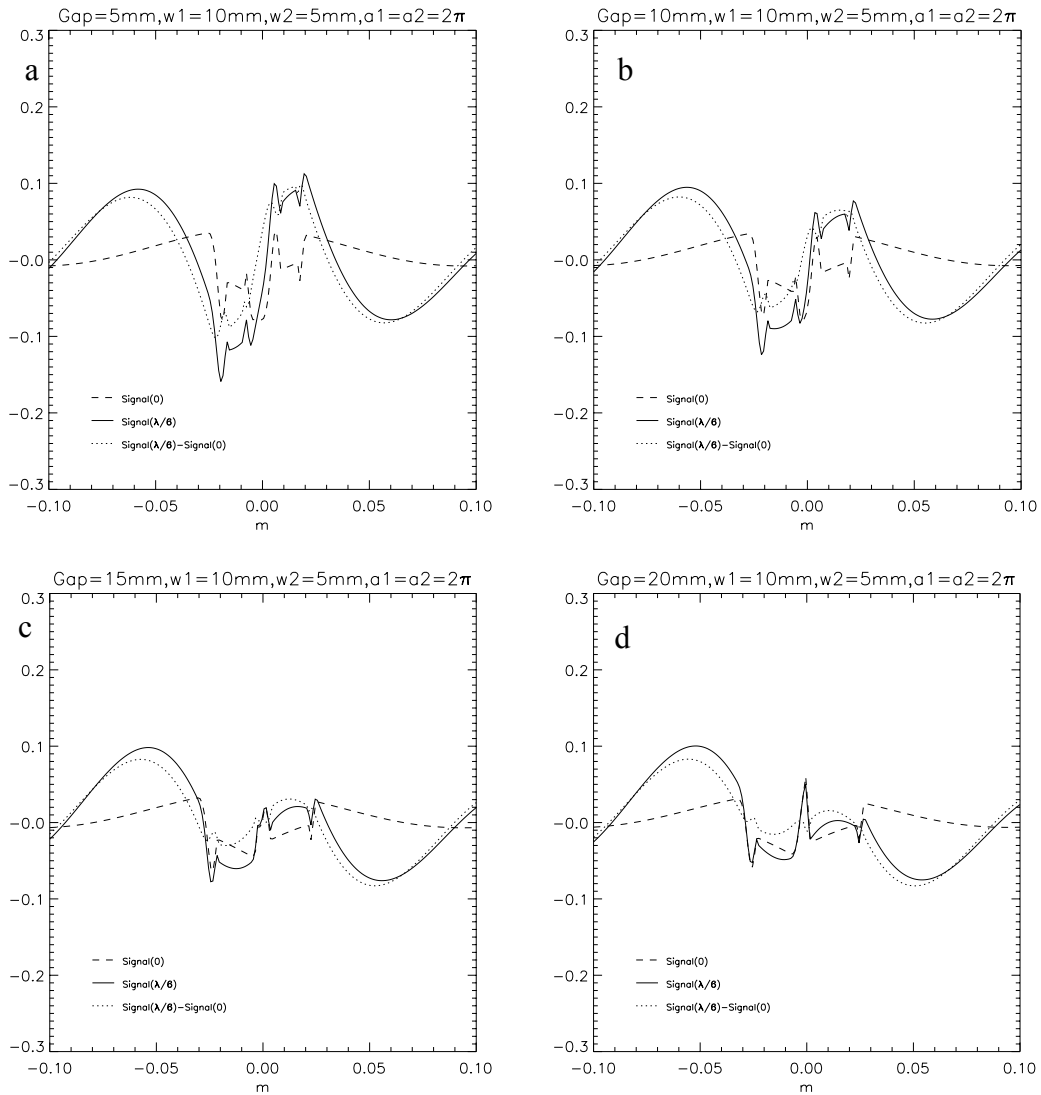 Gap=5mm,w1=10mm,w2=5mm,a1=a2=2π
a
0.3
0.2
0.1
−0.0
−0.1
−0.2
−0.3
Signal(0)
Signal(λ/6)
Signal(λ/6)−Signal(0)
−0.10 −0.05 0.00 0.05 0.10
m
Gap=10mm,w1=10mm,w2=5mm,a1=a2=2π
b
0.3
0.2
0.1
−0.0
−0.1
−0.2
−0.3
Signal(0)
Signal(λ/6)
Signal(λ/6)−Signal(0)
−0.10 −0.05 0.00 0.05 0.10
m
Gap=15mm,w1=10mm,w2=5mm,a1=a2=2π
c
0.3
0.2
0.1
−0.0
−0.1
−0.2
−0.3
Signal(0)
Signal(λ/6)
Signal(λ/6)−Signal(0)
−0.10 −0.05 0.00 0.05 0.10
m
Gap=20mm,w1=10mm,w2=5mm,a1=a2=2π
d
0.3
0.2
0.1
−0.0
−0.1
−0.2
−0.3
Signal(0)
Signal(λ/6)
Signal(λ/6)−Signal(0)
−0.10 −0.05 0.00 0.05 0.10
m